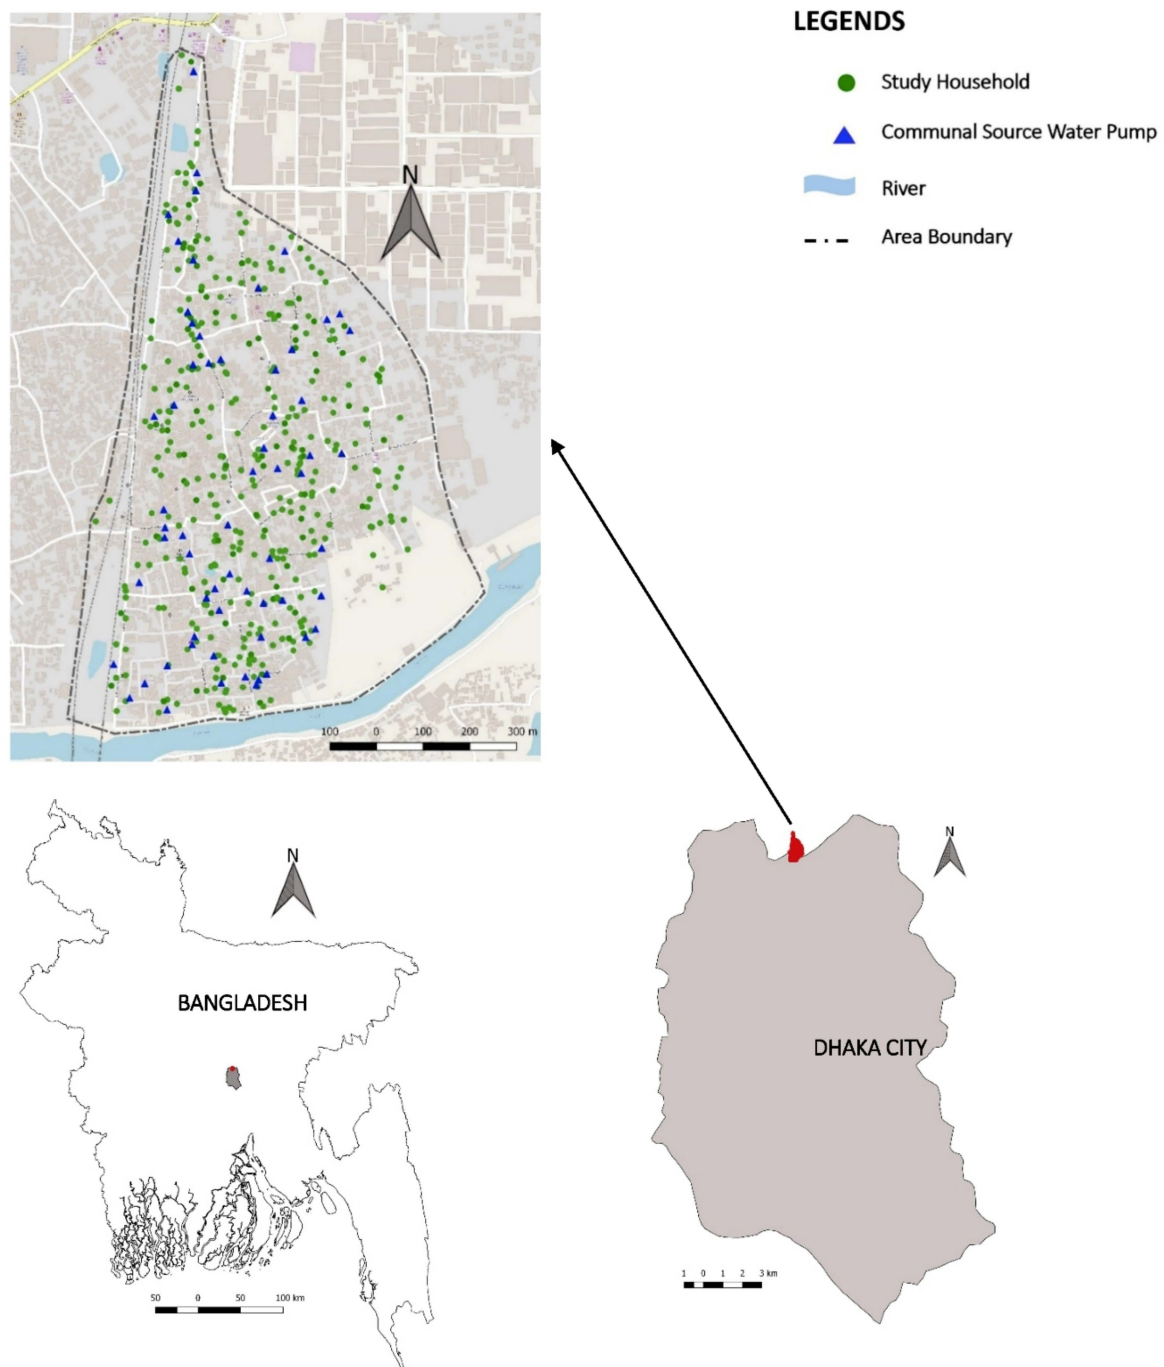 LEGENDS
Study Household
Communal Source Water Pump
River
Area Boundary
N
100 0 100 200 300 m
N
BANGLADESH
50 0 50 100 km
N
DHAKA CITY
1 0 1 2 3 km